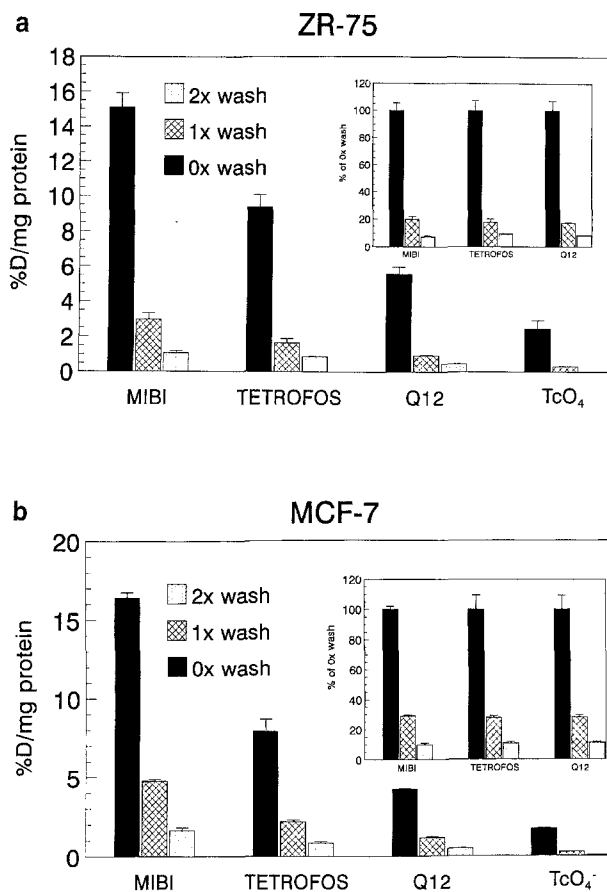 a
ZR-75
%D/mg protein
18
16
14
12
10
8
6
4
2
0
2x wash
1x wash
0x wash
% of 0x wash
120
100
80
60
40
20
0
MIBI
TETROFOS
Q12
MIBI
TETROFOS
Q12
TcO₄
b
MCF-7
%D/mg protein
20
15
10
5
0
2x wash
1x wash
0x wash
% of 0x wash
120
100
80
60
40
20
0
MIBI
TETROFOS
Q12
MIBI
TETROFOS
Q12
TcO₄⁻